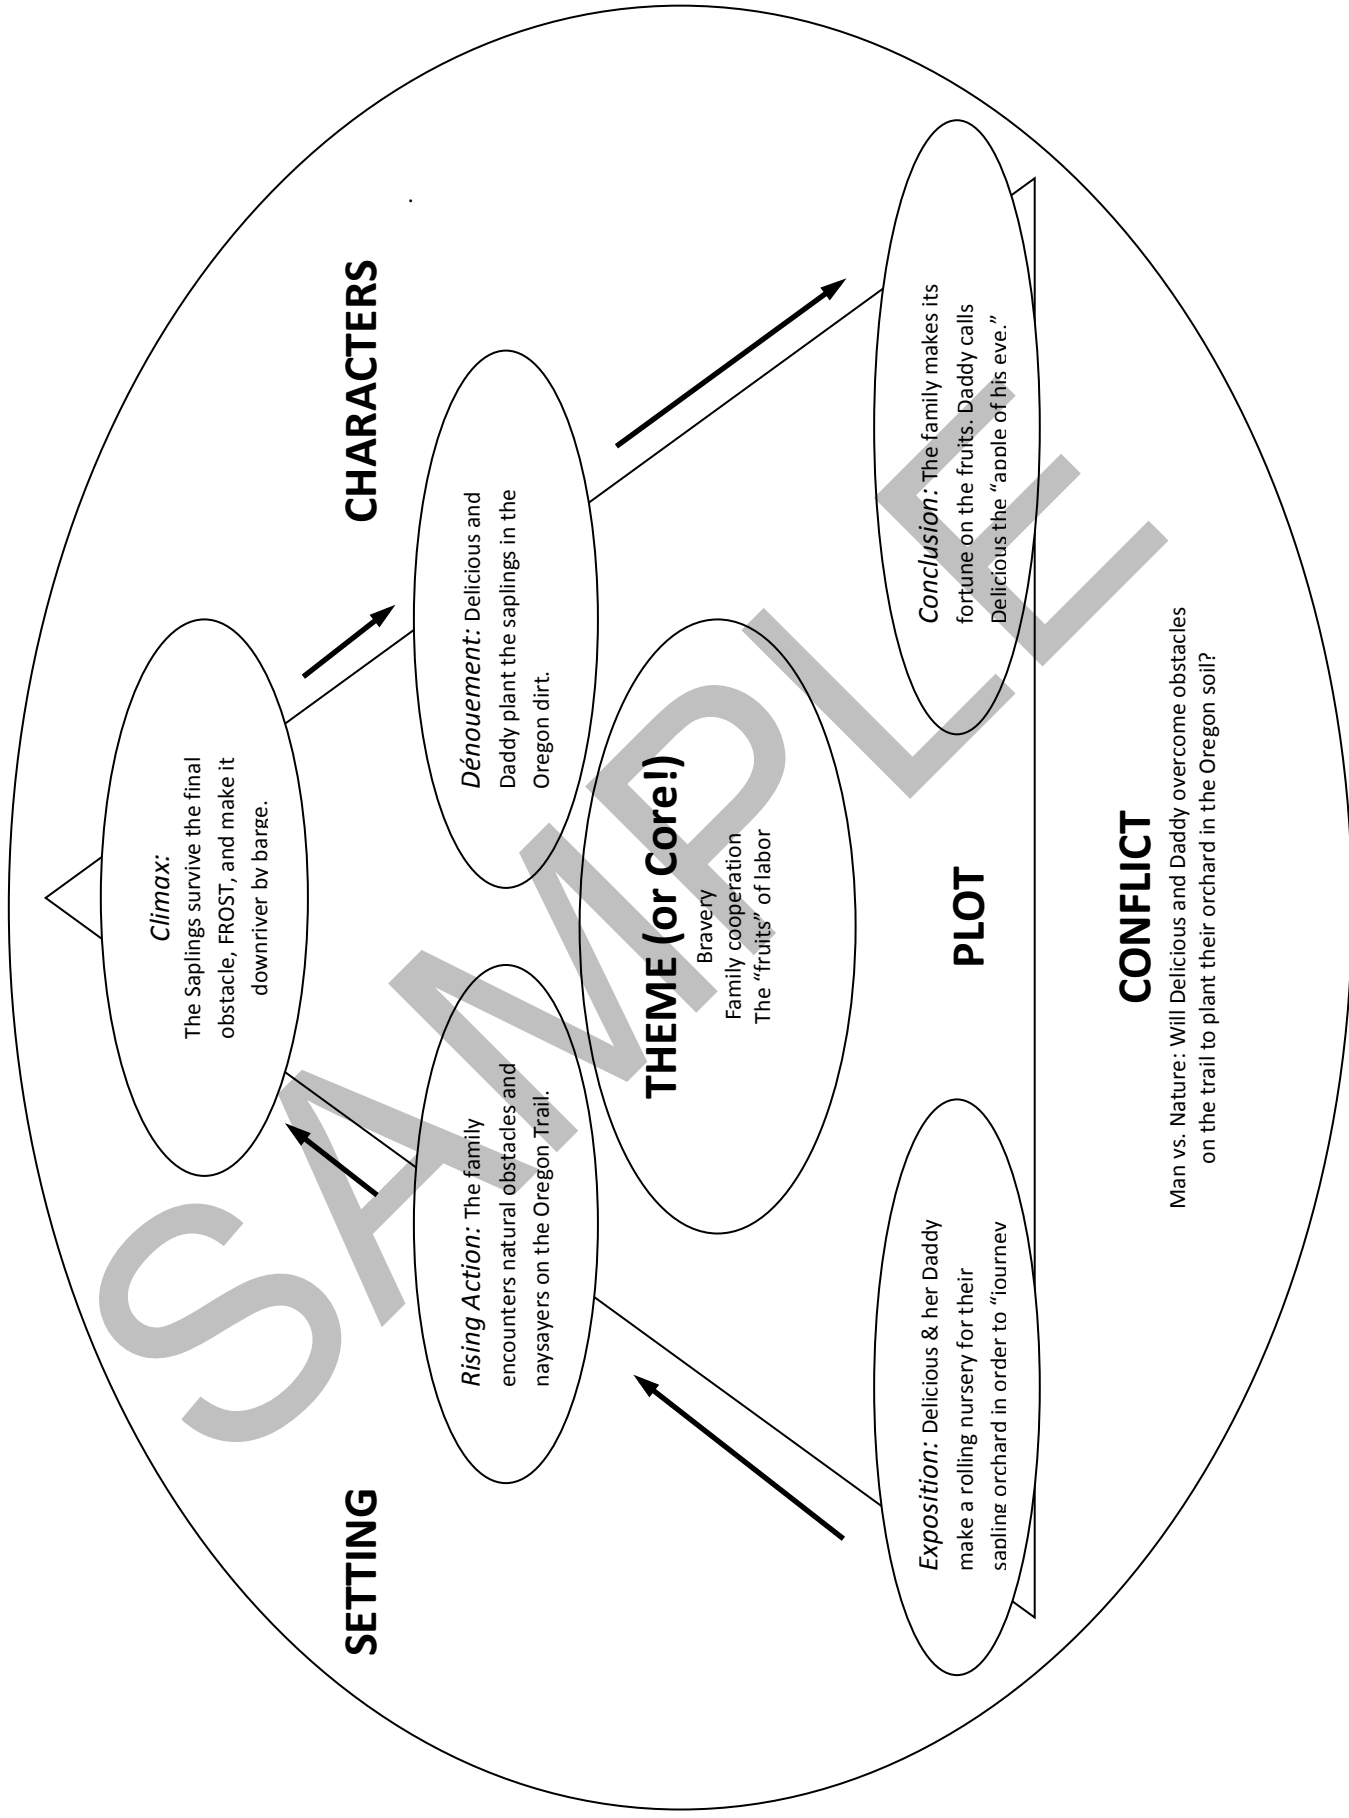 SAMPLE
SETTING
CHARACTERS
Climax:
The Saplings survive the final
obstacle, FROST, and make it
downriver by barge.
Rising Action: The family
encounters natural obstacles and
naysayers on the Oregon Trail.
Dénouement: Delicious and
Daddy plant the saplings in the
Oregon dirt.
THEME (or Core!)
Bravery
Family cooperation
The “fruits” of labor
Exposition: Delicious & her Daddy
make a rolling nursery for their
sapling orchard in order to “journey
Conclusion: The family makes its
fortune on the fruits. Daddy calls
Delicious the “apple of his eye.”
PLOT
CONFLICT
Man vs. Nature: Will Delicious and Daddy overcome obstacles
on the trail to plant their orchard in the Oregon soil?